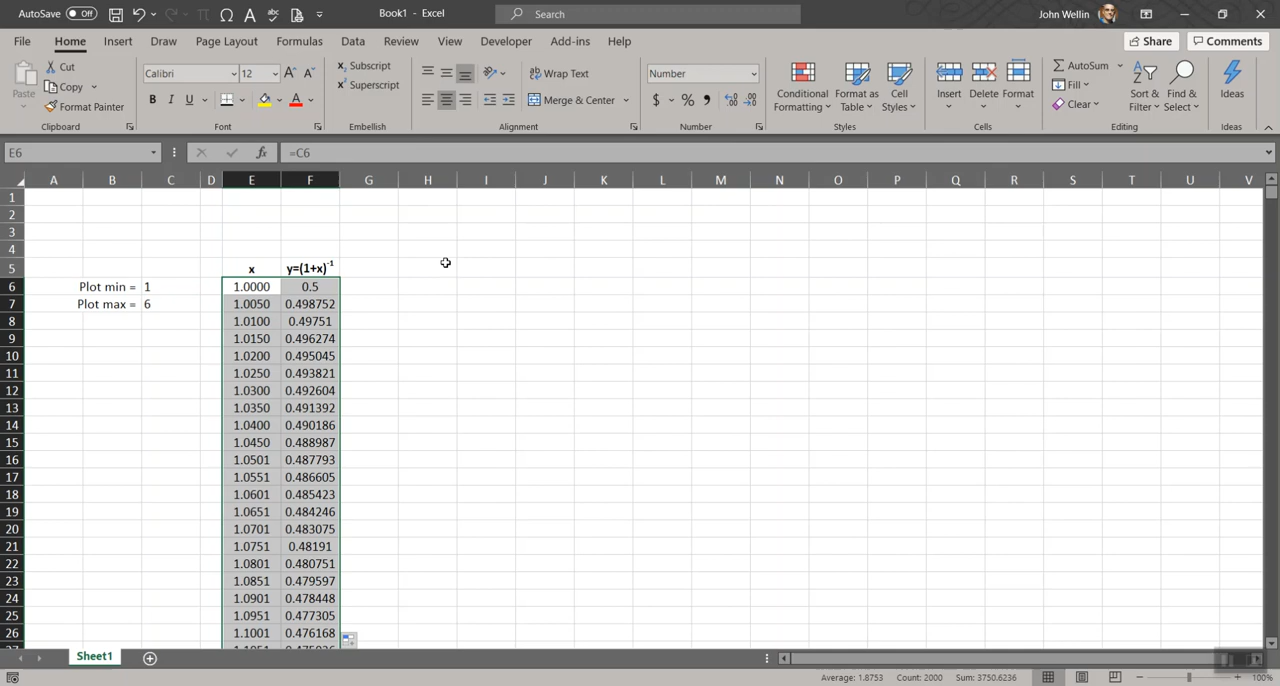 AutoSave Off Book1 - Excel Search John Wellin
File Home Insert Draw Page Layout Formulas Data Review View Developer Add-ins Help Share Comments
Paste Cut Copy Format Painter Clipboard
Calibri 12 B I U A Font
Subscript Superscript Embellish
Wrap Text Merge & Center Alignment
Number $ % Number
Conditional Formatting Format as Table Cell Styles Styles
Insert Delete Format Cells
AutoSum Fill Clear Sort & Filter Find & Select Editing
Ideas Ideas
E6 fx =C6
A B C D E F G H I J K L M N O P Q R S T U V
1
2
3
4
5 x y=(1+x)-1
6 Plot min = 1 1.0000 0.5
7 Plot max = 6 1.0050 0.498752
8 1.0100 0.49751
9 1.0150 0.496274
10 1.0200 0.495045
11 1.0250 0.493821
12 1.0300 0.492604
13 1.0350 0.491392
14 1.0400 0.490186
15 1.0450 0.488987
16 1.0501 0.487793
17 1.0551 0.486605
18 1.0601 0.485423
19 1.0651 0.484246
20 1.0701 0.483075
21 1.0751 0.48191
22 1.0801 0.480751
23 1.0851 0.479597
24 1.0901 0.478448
25 1.0951 0.477305
26 1.1001 0.476168
Sheet1
Average: 1.8753 Count: 2000 Sum: 3750.6236 100%